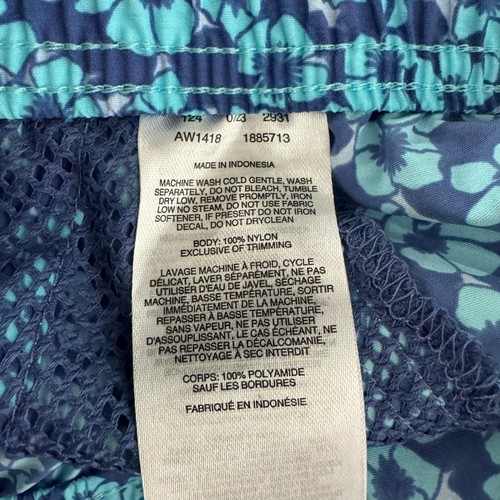 124 0/23 2931
AW1418 1885713
MADE IN INDONESIA
MACHINE WASH COLD GENTLE, WASH
SEPARATELY, DO NOT BLEACH, TUMBLE
DRY LOW, REMOVE PROMPTLY, IRON
LOW NO STEAM, DO NOT USE FABRIC
SOFTENER, IF PRESENT DO NOT IRON
DECAL, DO NOT DRYCLEAN
BODY: 100% NYLON
EXCLUSIVE OF TRIMMING
LAVAGE MACHINE À FROID, CYCLE
DÉLICAT, LAVER SÉPARÉMENT, NE PAS
UTILISER D'EAU DE JAVEL, SÉCHAGE
MACHINE, BASSE TEMPÉRATURE, SORTIR
IMMÉDIATEMENT DE LA MACHINE,
REPASSER À BASSE TEMPÉRATURE
SANS VAPEUR, NE PAS UTILISER
D'ASSOUPLISSANT, LE CAS ÉCHÉANT, NE
PAS REPASSER LA DÉCALCOMANIE,
NETTOYAGE À SEC INTERDIT
CORPS: 100% POLYAMIDE
SAUF LES BORDURES
FABRIQUÉ EN INDONÉSIE